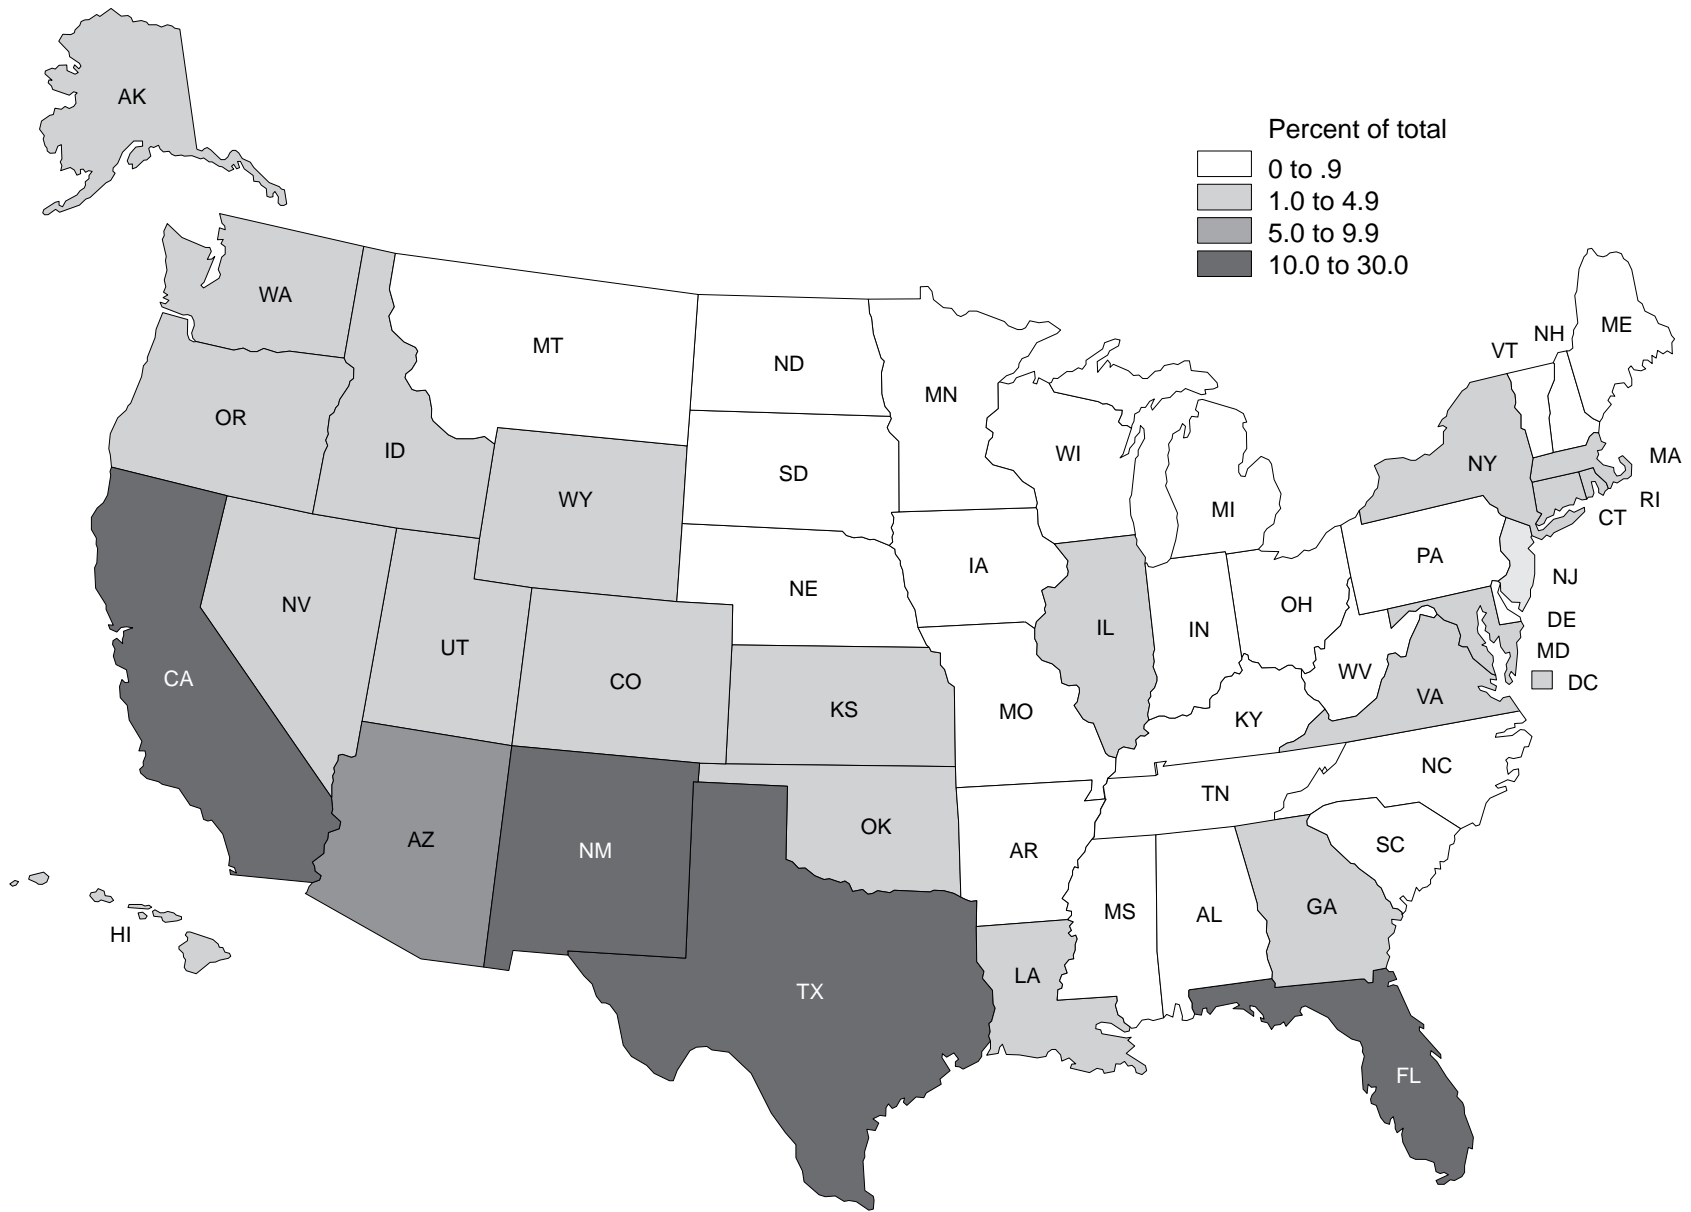 AK
Percent of total
0 to .9
1.0 to 4.9
5.0 to 9.9
10.0 to 30.0
WA
MT
ND
MN
VT
NH
ME
OR
ID
SD
WI
MI
NY
MA
RI
CT
WY
IA
PA
NJ
NE
NV
UT
CO
IL
IN
OH
DE
MD
DC
CA
KS
MO
WV
VA
KY
NC
TN
AZ
NM
OK
AR
SC
MS
AL
GA
HI
LA
TX
FL